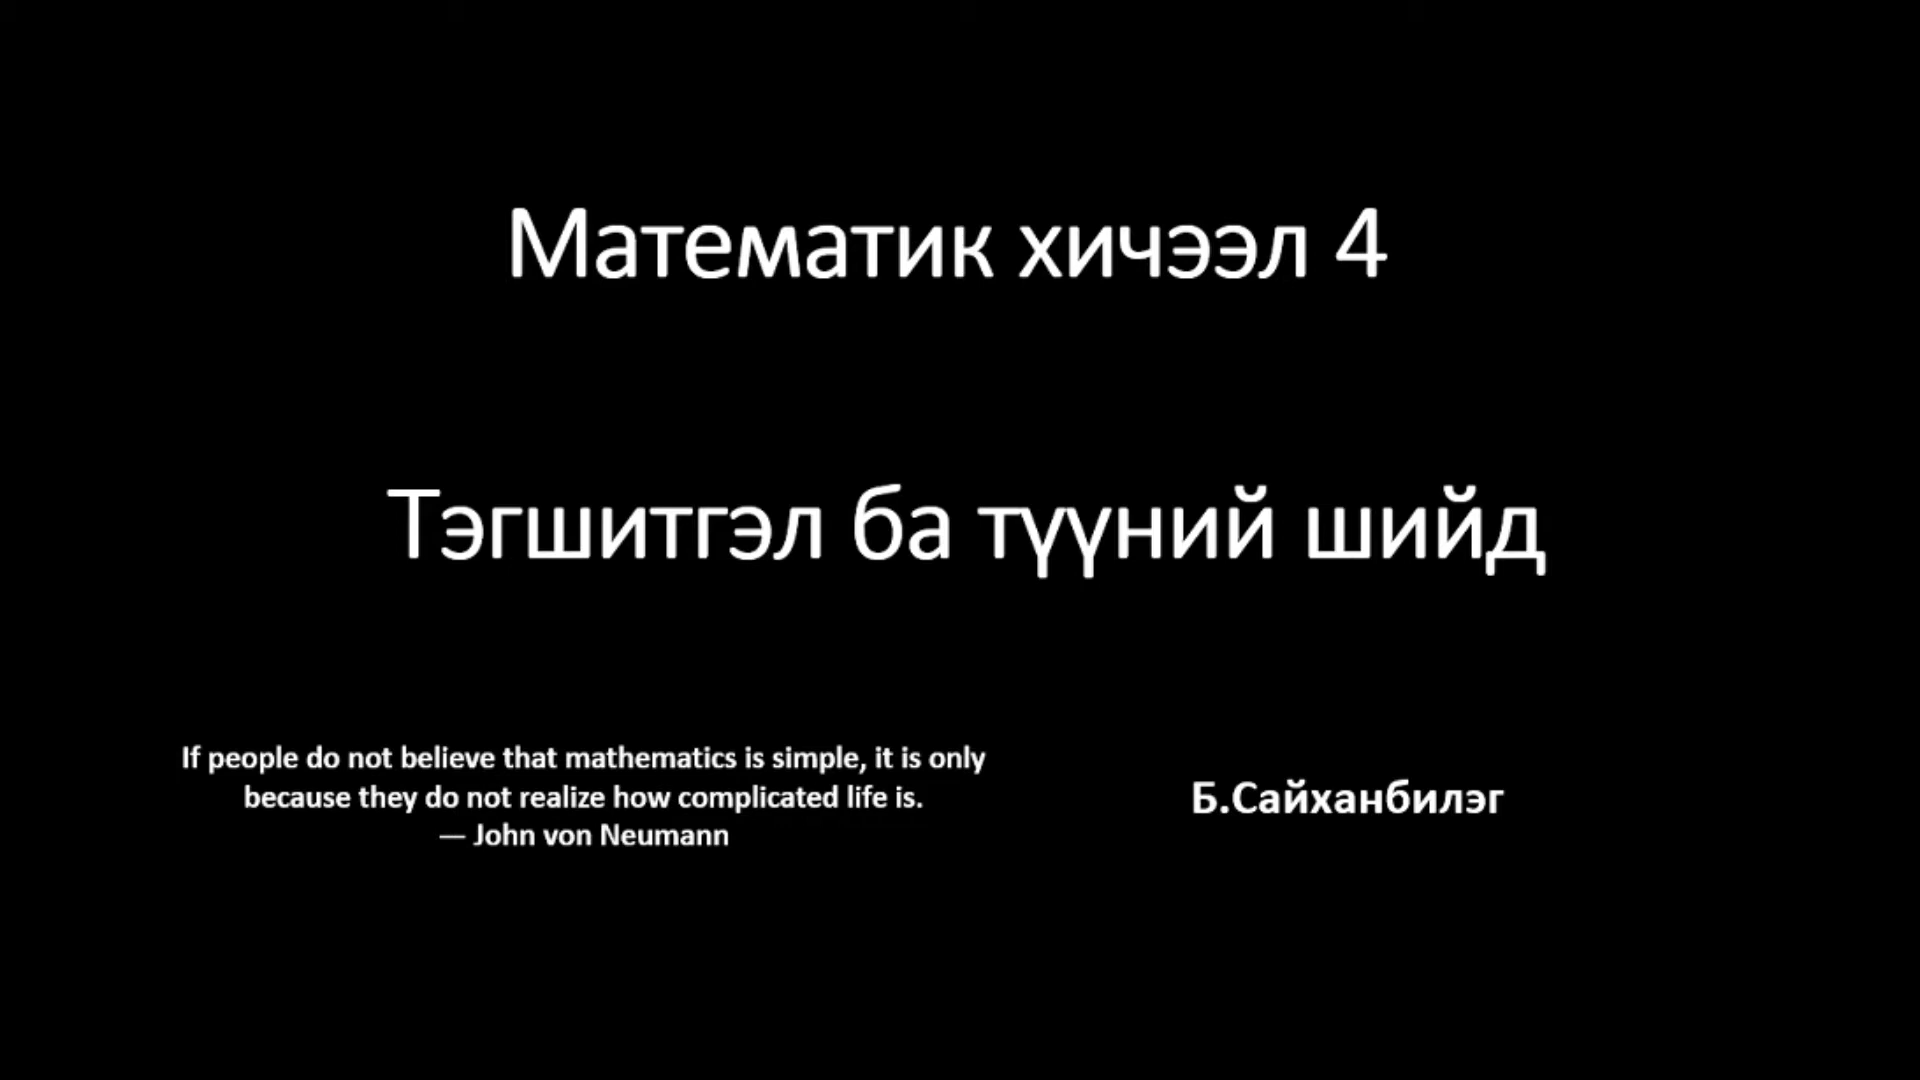 Математик хичээл 4
Тэгшитгэл ба түүний шийд
If people do not believe that mathematics is simple, it is only
because they do not realize how complicated life is.
— John von Neumann
Б.Сайханбилэг